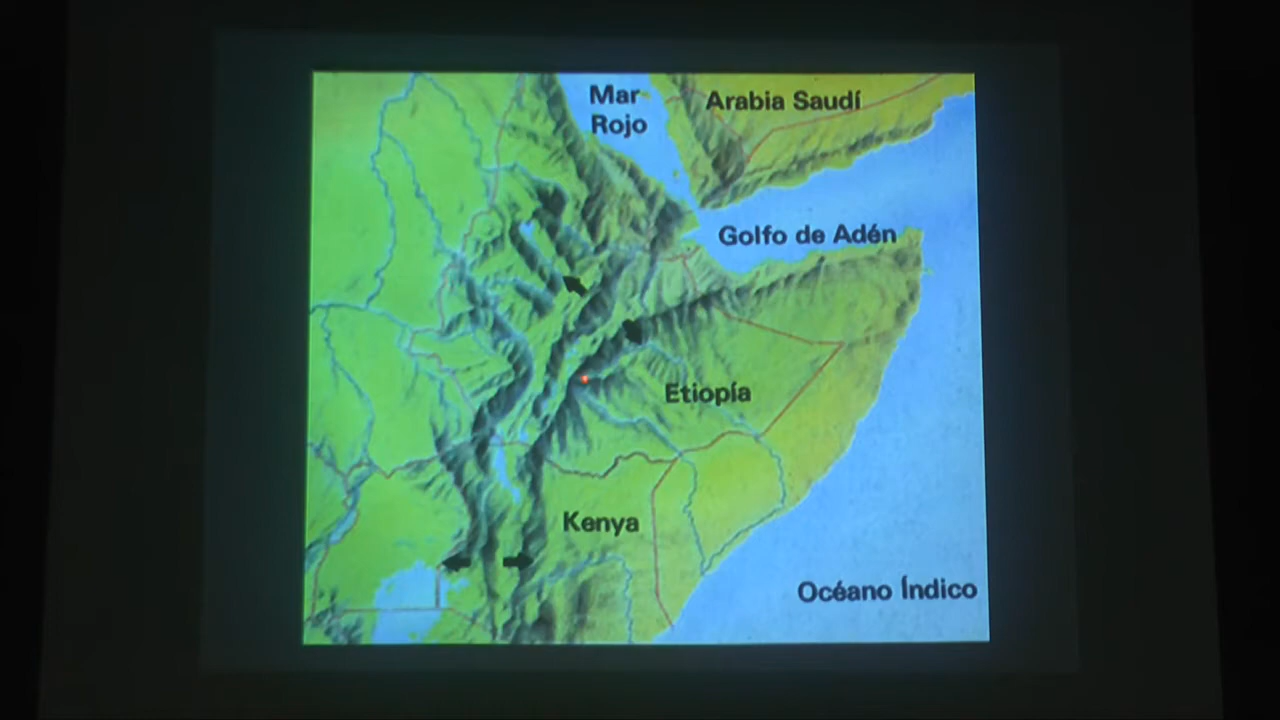 Mar
Rojo
Arabia Saudí
Golfo de Adén
Etiopía
Kenya
Océano Índico